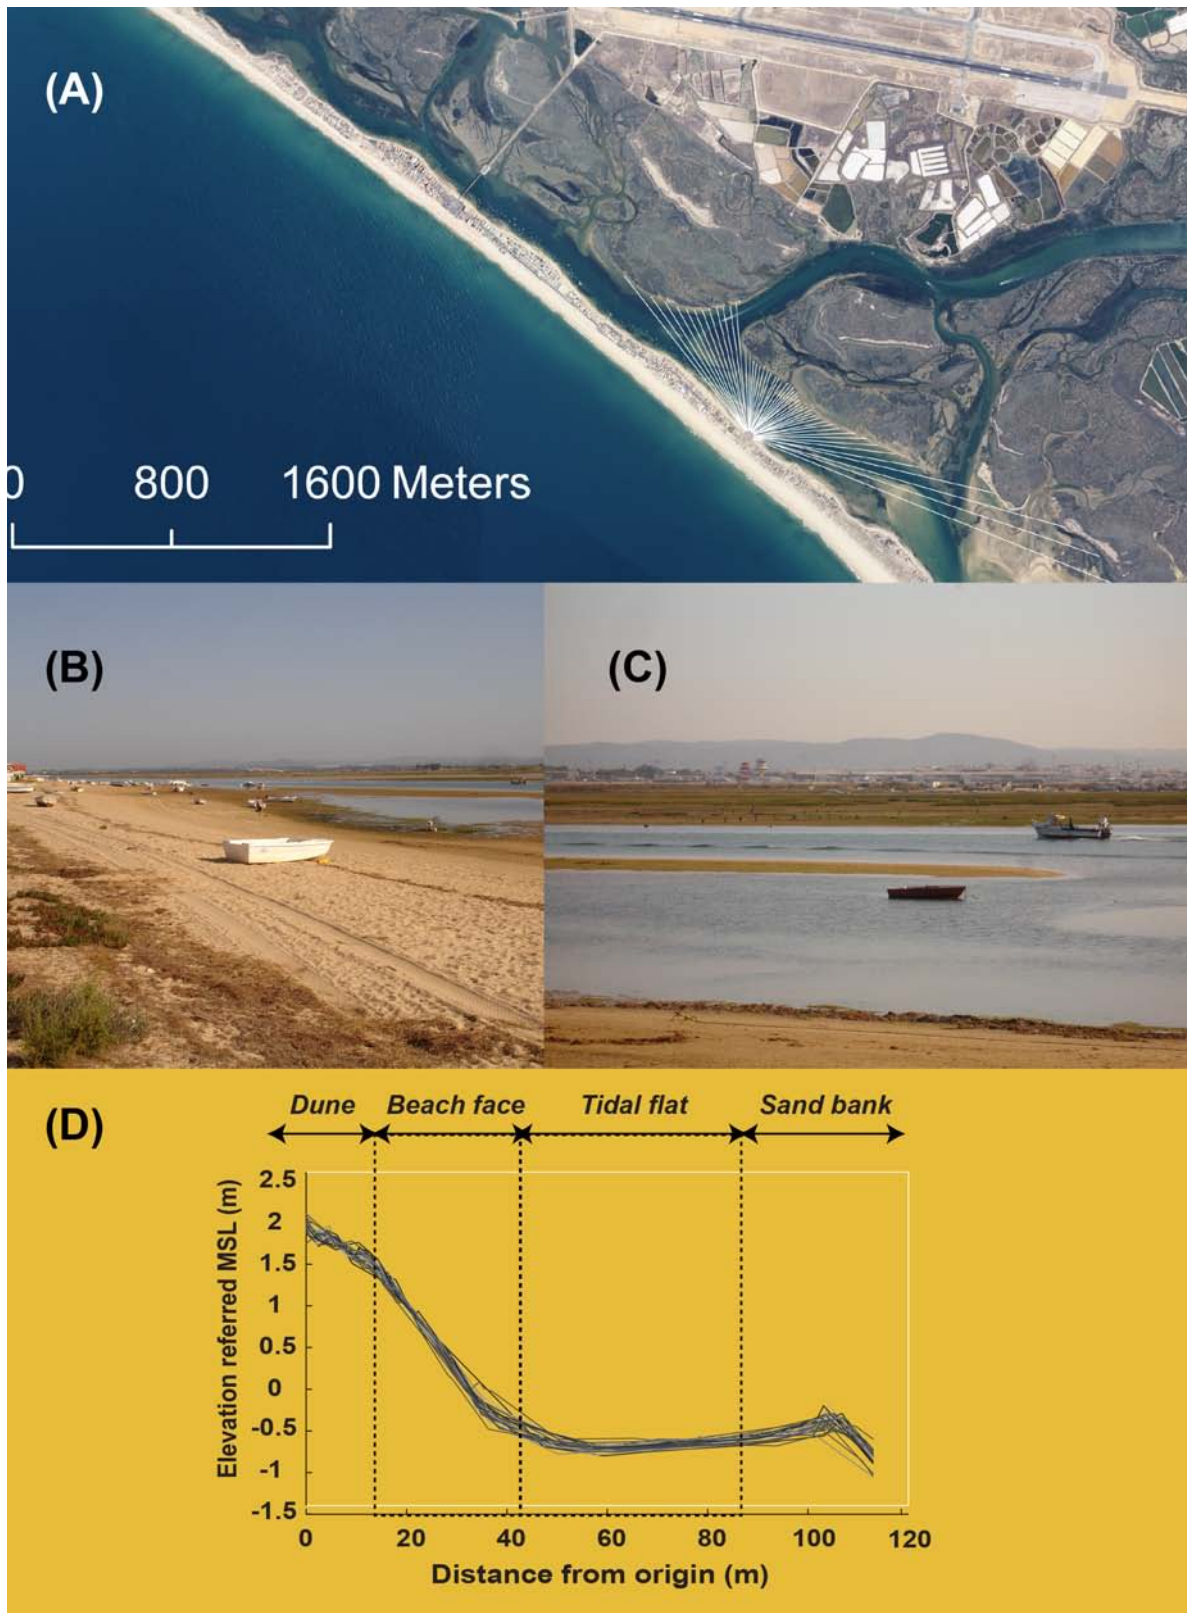 (A)
0 800 1600 Meters
(B)
(C)
(D)
Dune Beach face Tidal flat Sand bank
Elevation referred MSL (m)
2.5
2
1.5
1
0.5
0
-0.5
-1
-1.5
0 20 40 60 80 100 120
Distance from origin (m)